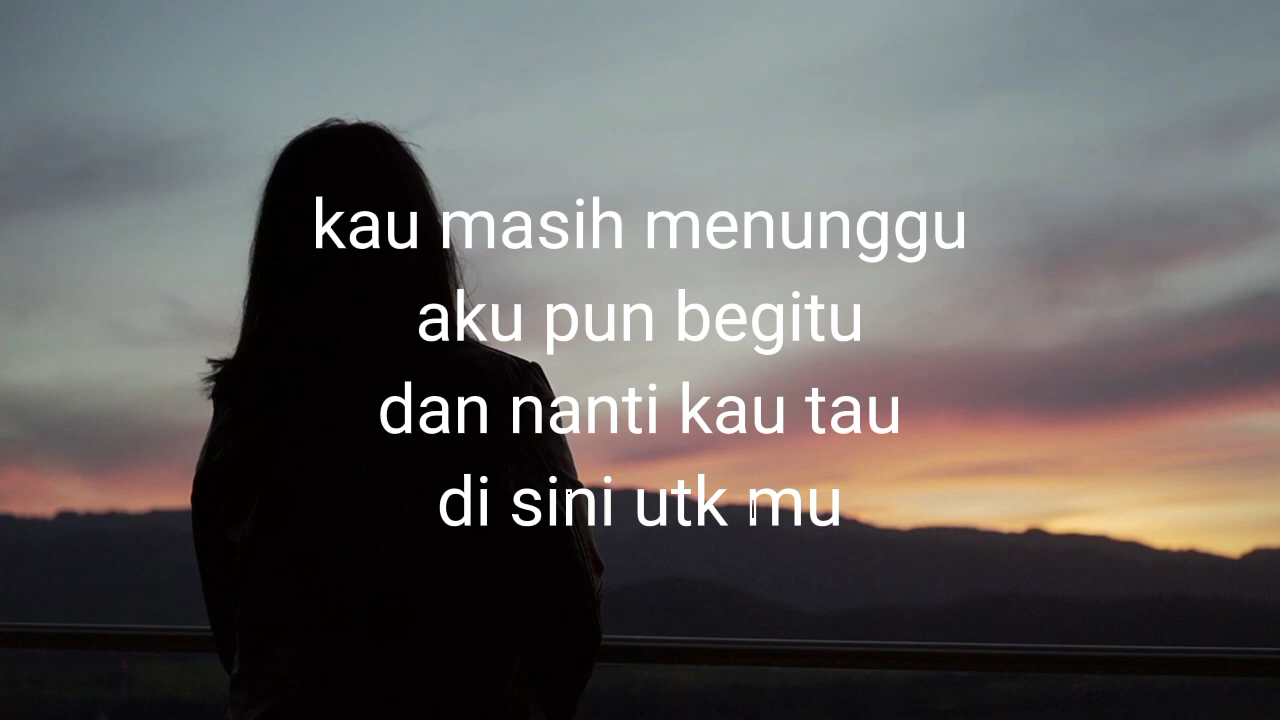 kau masih menunggu
aku pun begitu
dan nanti kau tau
di sini utk mu